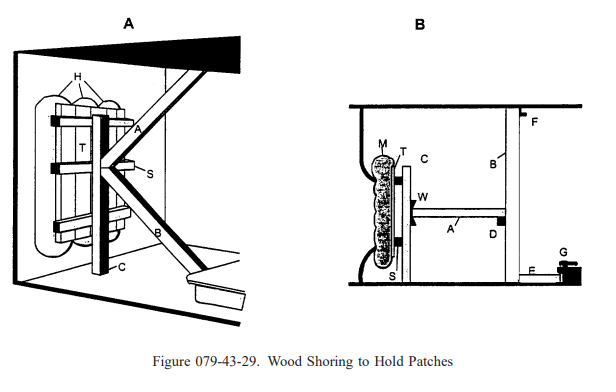 A
B
H
A
T
S
B
C
M
T
C
F
B
W
A
D
G
S
E
Figure 079-43-29. Wood Shoring to Hold Patches